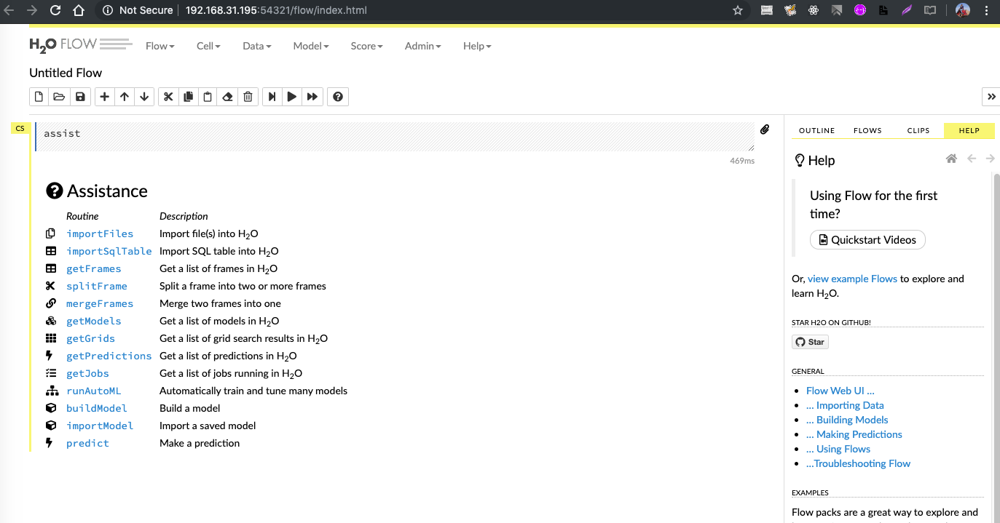 Not Secure | 192.168.31.195:54321/flow/index.html
H2O FLOW Flow Cell Data Model Score Admin Help
Untitled Flow
CS
assist
469ms
Assistance
Routine Description
importFiles Import file(s) into H2O
importSqlTable Import SQL table into H2O
getFrames Get a list of frames in H2O
splitFrame Split a frame into two or more frames
mergeFrames Merge two frames into one
getModels Get a list of models in H2O
getGrids Get a list of grid search results in H2O
getPredictions Get a list of predictions in H2O
getJobs Get a list of jobs running in H2O
runAutoML Automatically train and tune many models
buildModel Build a model
importModel Import a saved model
predict Make a prediction
OUTLINE FLOWS CLIPS HELP
Help
Using Flow for the first
time?
Quickstart Videos
Or, view example Flows to explore and
learn H2O.
STAR H2O ON GITHUB!
Star
GENERAL
Flow Web UI ...
... Importing Data
... Building Models
... Making Predictions
... Using Flows
...Troubleshooting Flow
EXAMPLES
Flow packs are a great way to explore and